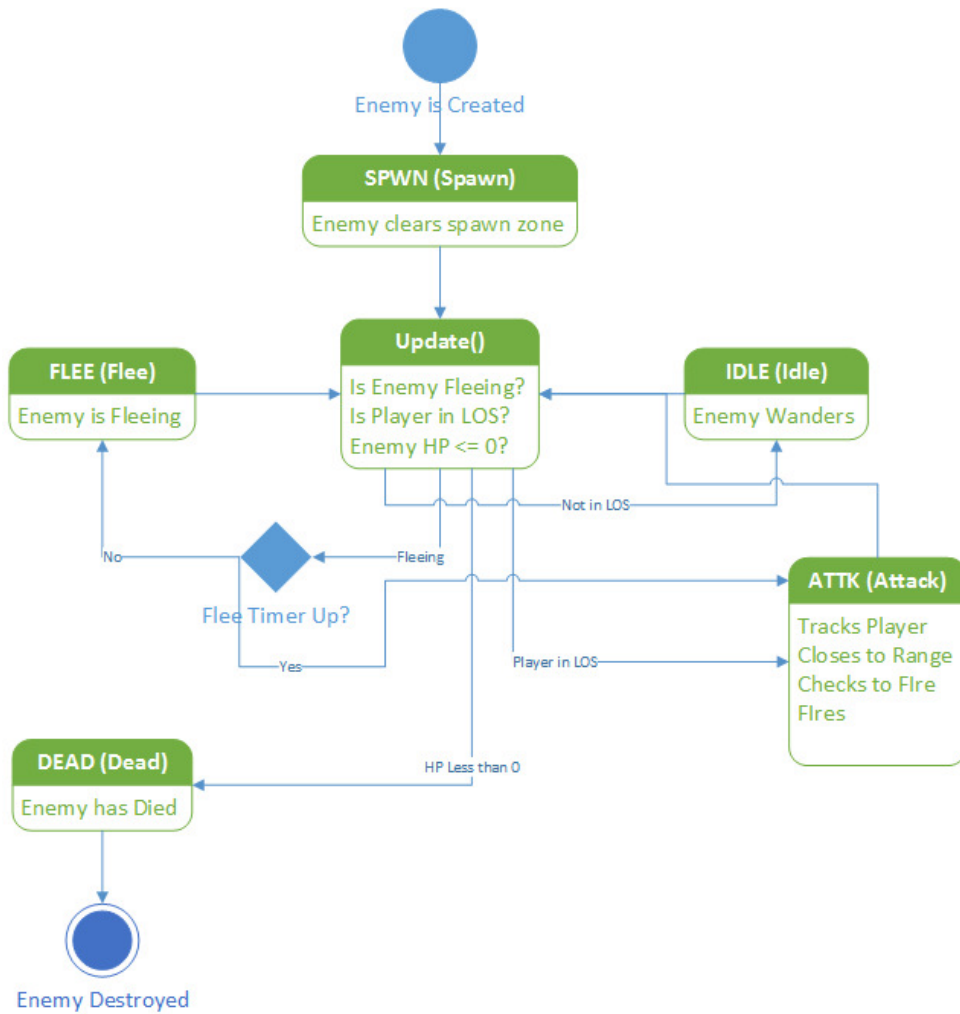 Enemy is Created
SPWN (Spawn)
Enemy clears spawn zone
Update()
Is Enemy Fleeing?
Is Player in LOS?
Enemy HP <= 0?
FLEE (Flee)
Enemy is Fleeing
IDLE (Idle)
Enemy Wanders
Not in LOS
No
Fleeing
Flee Timer Up?
Yes
ATTK (Attack)
Tracks Player
Closes to Range
Checks to FIre
FIres
Player in LOS
HP Less than 0
DEAD (Dead)
Enemy has Died
Enemy Destroyed